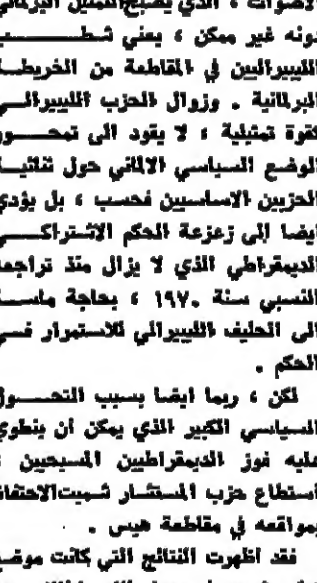 الأصوات ، الذي يصبح التمثيل البرلماني
دونه غير ممكن ، يعني شطب
الليبراليين في المقاطعة من الخريطة
البرلمانية . وزوال الحزب الليبرالي
كقوة تمثيلية ، لا يقود الى تمحور
الوضع السياسي الالماني حول ثنائية
الحزبين الاساسيين فحسب ، بل يؤدي
ايضا إلى زعزعة الحكم الاشتراكي
الديمقراطي الذي لا يزال منذ تراجعه
النسبي سنة ١٩٧٠ ، بحاجة ماسة
الى الحليف الليبرالي للاستمرار في
الحكم .
لكن ، ربما ايضا بسبب التحول
السياسي الكبير الذي يمكن أن ينطوي
عليه فوز الديمقراطيين المسيحيين ،
استطاع حزب المستشار شميت الاحتفاظ
بمواقعه في مقاطعة هيس .
فقد اظهرت النتائج التي كانت موضع